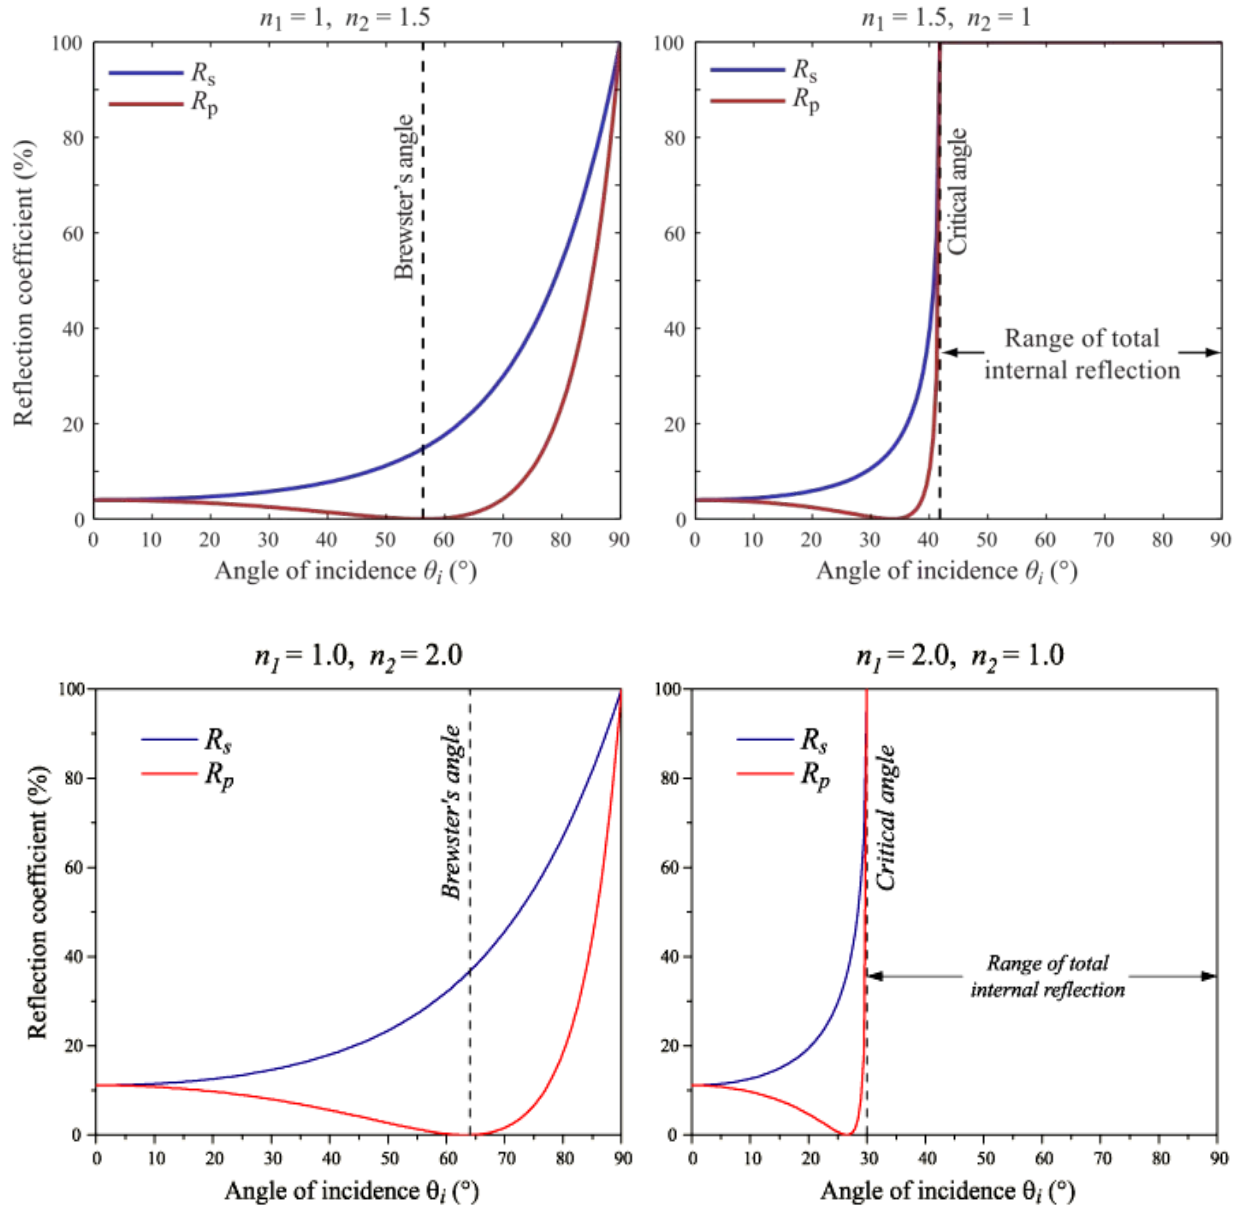 n1 = 1, n2 = 1.5
100
80
60
40
20
0
Reflection coefficient (%)
Rs
Rp
Brewster's angle
0 10 20 30 40 50 60 70 80 90
Angle of incidence θi (°)
n1 = 1.5, n2 = 1
100
80
60
40
20
0
Rs
Rp
Critical angle
Range of total
internal reflection
0 10 20 30 40 50 60 70 80 90
Angle of incidence θi (°)
n1 = 1.0, n2 = 2.0
100
80
60
40
20
0
Reflection coefficient (%)
Rs
Rp
Brewster's angle
0 10 20 30 40 50 60 70 80 90
Angle of incidence θi (°)
n1 = 2.0, n2 = 1.0
100
80
60
40
20
0
Rs
Rp
Critical angle
Range of total
internal reflection
0 10 20 30 40 50 60 70 80 90
Angle of incidence θi (°)